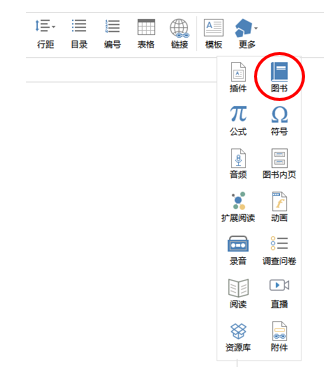 行距 目录 编号 表格 链接 模板 更多
插件 图书
公式 符号
音频 图书内页
扩展阅读 动画
录音 调查问卷
阅读 直播
资源库 附件